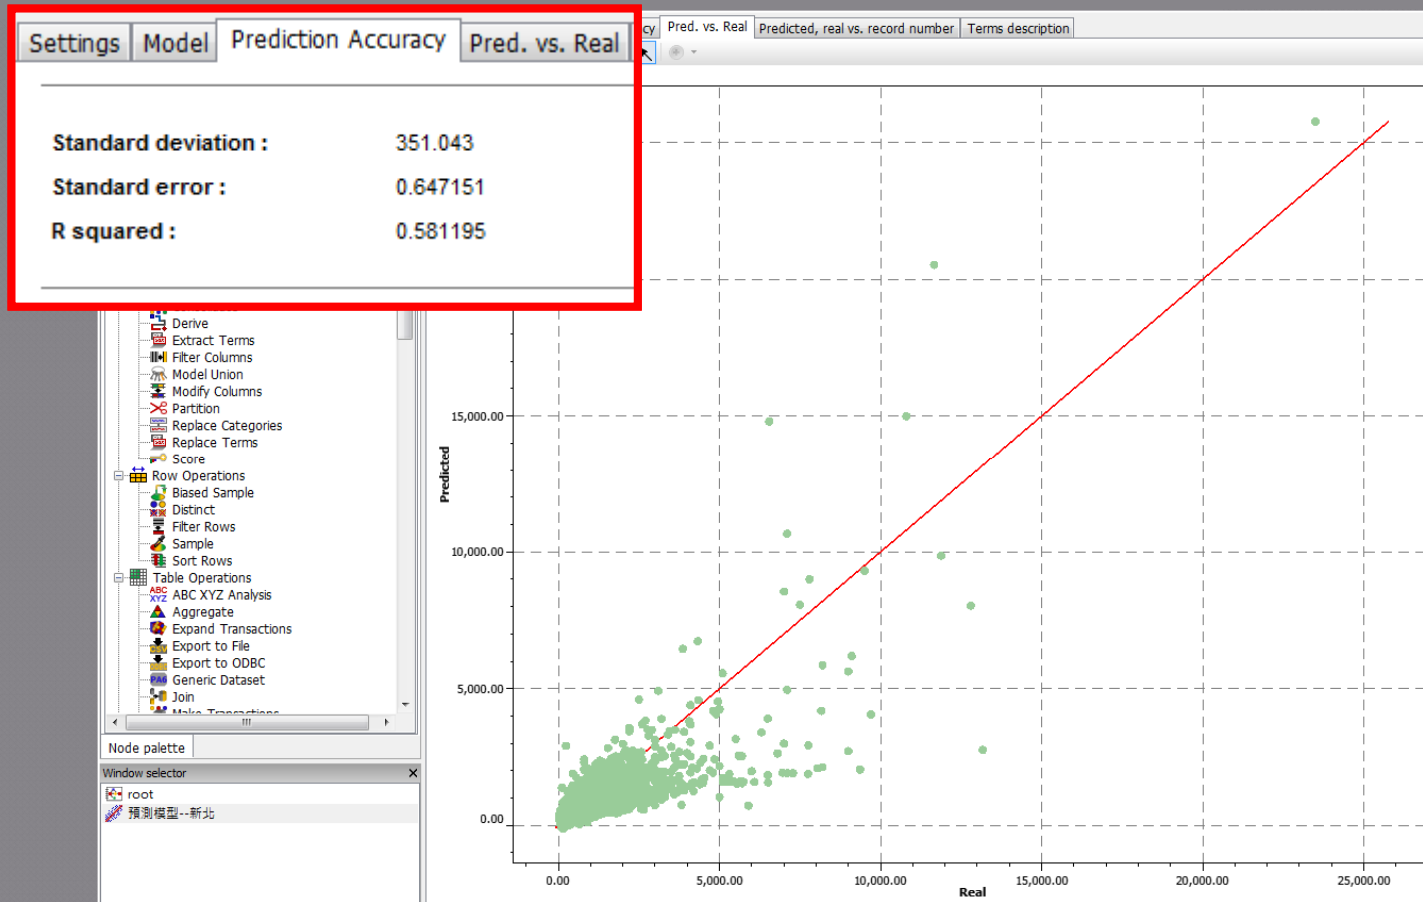 Settings Model Prediction Accuracy Pred. vs. Real
Standard deviation : 351.043
Standard error : 0.647151
R squared : 0.581195
cy Pred. vs. Real Predicted, real vs. record number Terms description
Derive
Extract Terms
Filter Columns
Model Union
Modify Columns
Partition
Replace Categories
Replace Terms
Score
Row Operations
Biased Sample
Distinct
Filter Rows
Sample
Sort Rows
Table Operations
ABC XYZ Analysis
Aggregate
Expand Transactions
Export to File
Export to ODBC
Generic Dataset
Join
Make Transactions
Node palette
Window selector
root
預測模型--新北
Predicted
15,000.00
10,000.00
5,000.00
0.00
0.00 5,000.00 10,000.00 15,000.00 20,000.00 25,000.00
Real